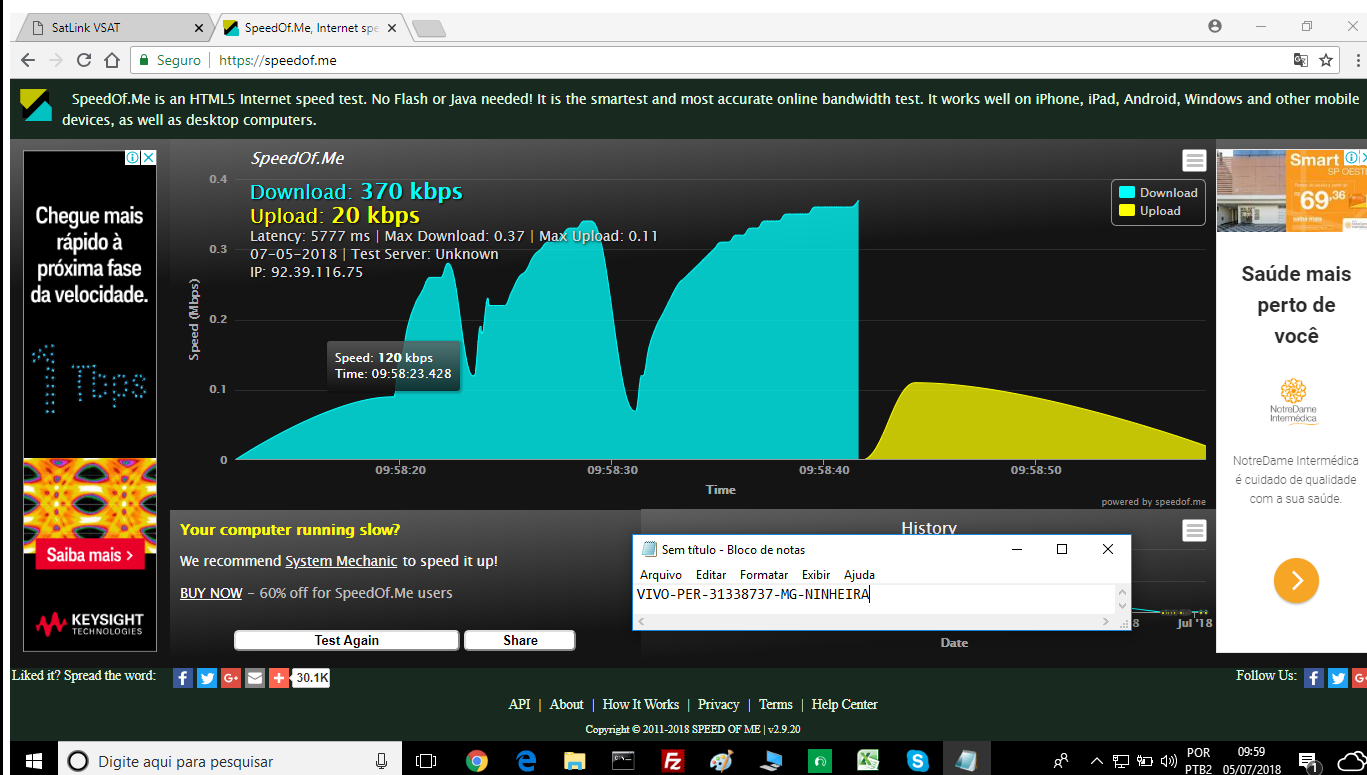 SatLink VSAT
SpeedOf.Me, Internet spe
Seguro
https://speedof.me
SpeedOf.Me is an HTML5 Internet speed test. No Flash or Java needed! It is the smartest and most accurate online bandwidth test. It works well on iPhone, iPad, Android, Windows and other mobile
devices, as well as desktop computers.
Chegue mais
rápido à
próxima fase
da velocidade.
1 Tbps
Saiba mais >
KEYSIGHT
TECHNOLOGIES
SpeedOf.Me
Download: 370 kbps
Upload: 20 kbps
Latency: 5777 ms | Max Download: 0.37 | Max Upload: 0.11
07-05-2018 | Test Server: Unknown
IP: 92.39.116.75
Download
Upload
Speed (Mbps)
0.4
0.3
0.2
0.1
0
Speed: 120 kbps
Time: 09:58:23.428
09:58:20
09:58:30
09:58:40
09:58:50
Time
powered by speedof.me
Smart
SP OESTE
69,36
Saúde mais
perto de
você
NotreDame
Intermédica
NotreDame Intermédica
é cuidado de qualidade
com a sua saúde.
Your computer running slow?
We recommend System Mechanic to speed it up!
BUY NOW - 60% off for SpeedOf.Me users
Test Again
Share
History
Sem título - Bloco de notas
Arquivo Editar Formatar Exibir Ajuda
VIVO-PER-31338737-MG-NINHEIRA
8
Jul '18
Date
Liked it? Spread the word:
30.1K
Follow Us:
API | About | How It Works | Privacy | Terms | Help Center
Copyright © 2011-2018 SPEED OF ME | v2.9.20
Digite aqui para pesquisar
POR
PTB2
09:59
05/07/2018
1